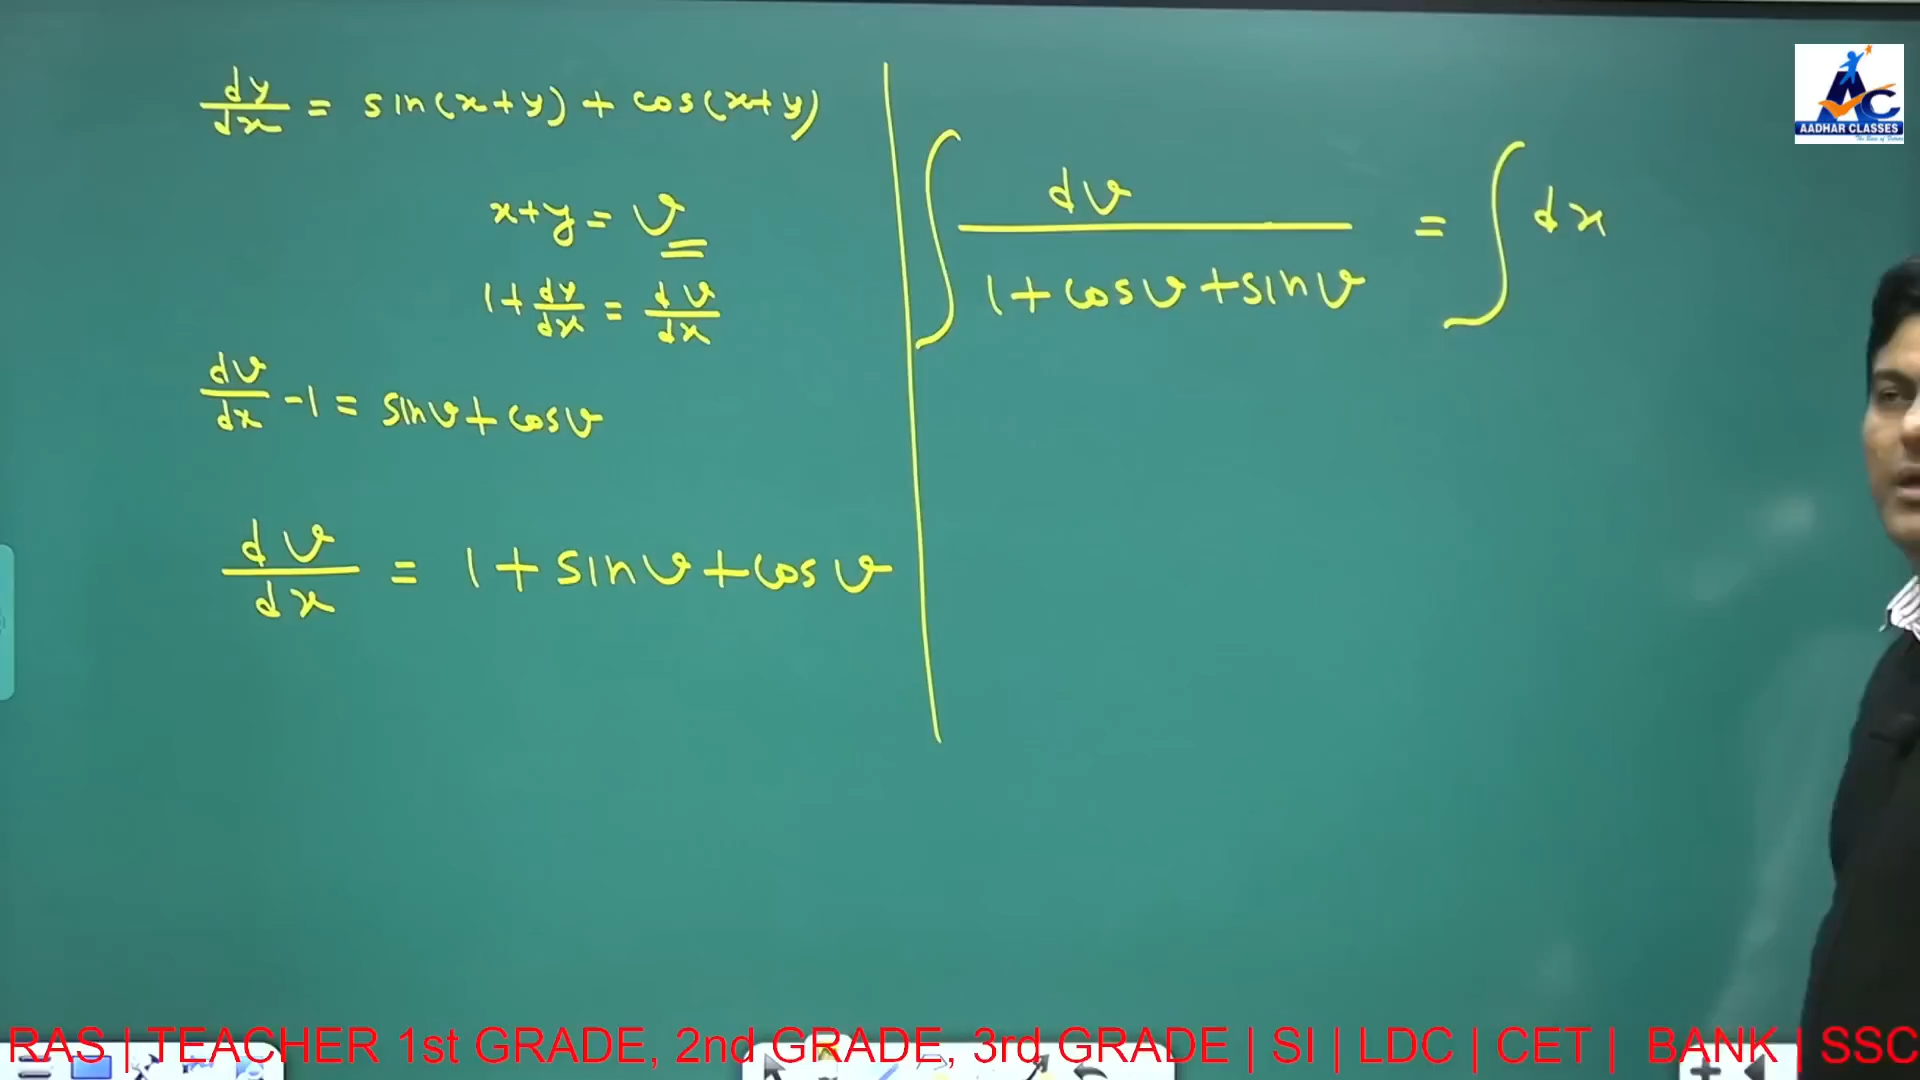 dy/dx = sin(x+y) + cos(x+y)
x+y = v
1+ dy/dx = dv/dx
dv/dx -1 = sinv + cosv
dv/dx = 1 + sinv + cosv
∫ dv/(1+cosv+sinv) = ∫ dx
AC
AADHAR CLASSES
RAS | TEACHER 1st GRADE, 2nd GRADE, 3rd GRADE | SI | LDC | CET | BANK | SSC